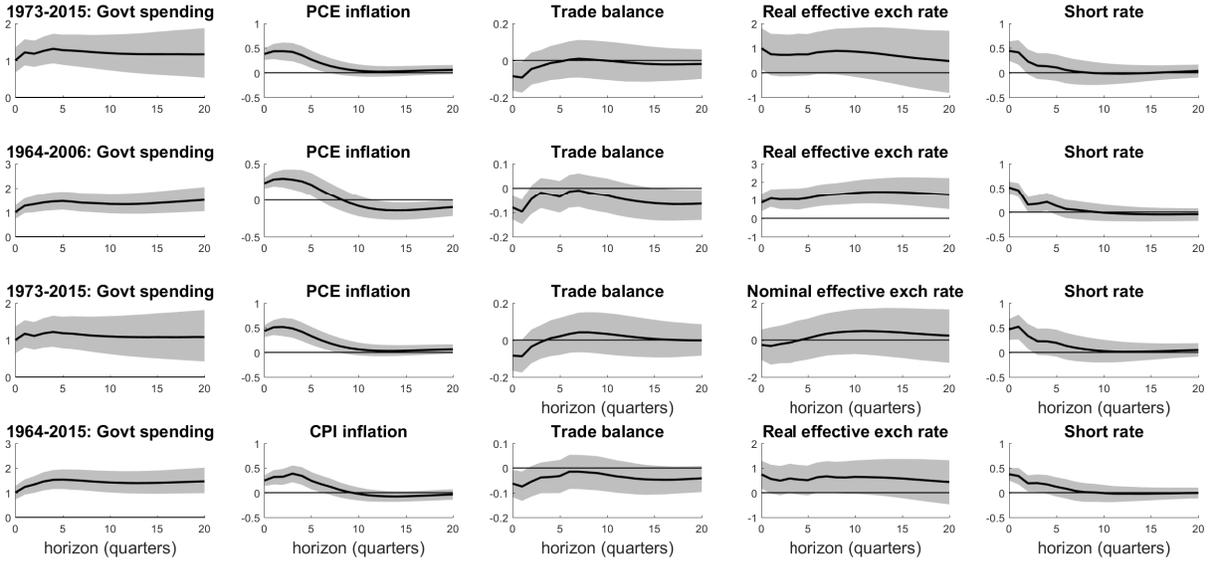 1973-2015: Govt spending PCE inflation Trade balance Real effective exch rate Short rate
2 1 0.2 2 1
1 0.5 0 1 0.5
0 0 0 0
-0.5 -0.2 -1 -0.5
0 5 10 15 20 0 5 10 15 20 0 5 10 15 20 0 5 10 15 20 0 5 10 15 20
1964-2006: Govt spending PCE inflation Trade balance Real effective exch rate Short rate
3 0.5 0.1 3 1
2 0 2 0.5
1 0 -0.1 1 0
0 -0.5 -0.2 0 -0.5
-1
0 5 10 15 20 0 5 10 15 20 0 5 10 15 20 0 5 10 15 20 0 5 10 15 20
1973-2015: Govt spending PCE inflation Trade balance Nominal effective exch rate Short rate
2 1 0.2 2 1
1 0.5 0 0 0.5
0 0 0
-0.5 -0.2 -2 -0.5
0 5 10 15 20 0 5 10 15 20 0 5 10 15 20 0 5 10 15 20 0 5 10 15 20
horizon (quarters) horizon (quarters)
1964-2015: Govt spending CPI inflation Trade balance Real effective exch rate Short rate
3 1 0.1 2 1
2 0.5 0 1 0.5
1 0 -0.1 0 0
0 -0.5 -0.2 -1 -0.5
0 5 10 15 20 0 5 10 15 20 0 5 10 15 20 0 5 10 15 20 0 5 10 15 20
horizon (quarters) horizon (quarters) horizon (quarters)